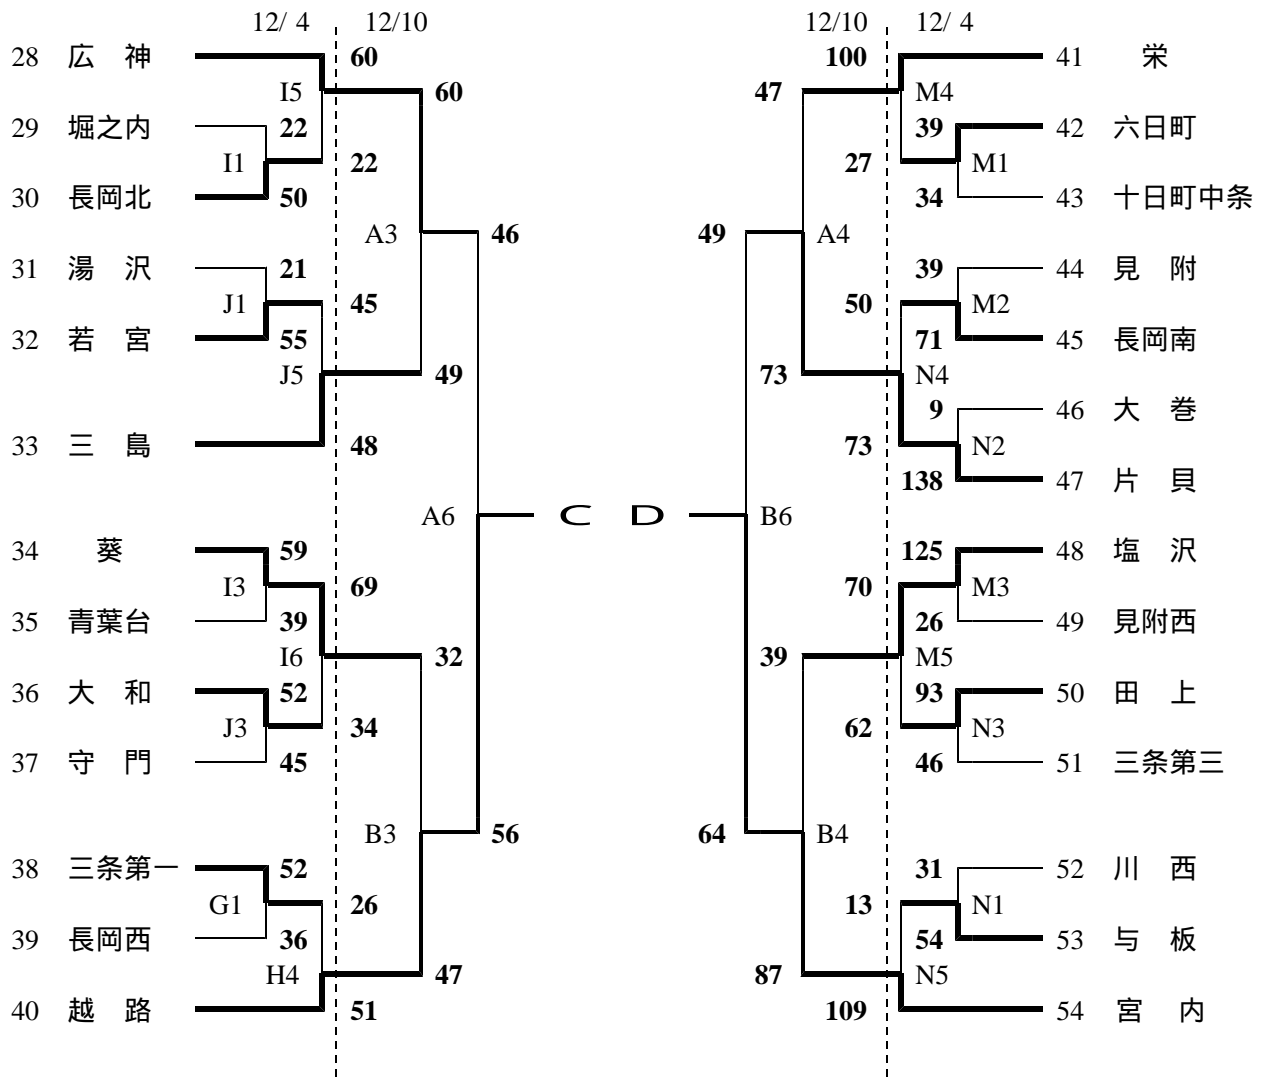 12/ 4 12/10 12/10 12/ 4
28 広 神 60 100 41 栄
I5 60 47 M4
29 堀之内 22 39 42 六日町
I1 22 27 M1
30 長岡北 50 34 43 十日町中条
A3 46 49 A4
31 湯 沢 21 39 44 見 附
J1 45 50 M2
32 若 宮 55 71 45 長岡南
J5 49 73 N4
9 46 大 巻
33 三 島 48 73 N2
138 47 片 貝
A6 C D B6
34 葵 59 125 48 塩 沢
I3 69 70 M3
35 青葉台 39 26 49 見附西
I6 32 39 M5
36 大 和 52 93 50 田 上
J3 34 62 N3
37 守 門 45 46 51 三条第三
B3 56 64 B4
38 三条第一 52 31 52 川 西
G1 26 13 N1
39 長岡西 36 54 53 与 板
H4 47 87 N5
40 越 路 51 109 54 宮 内